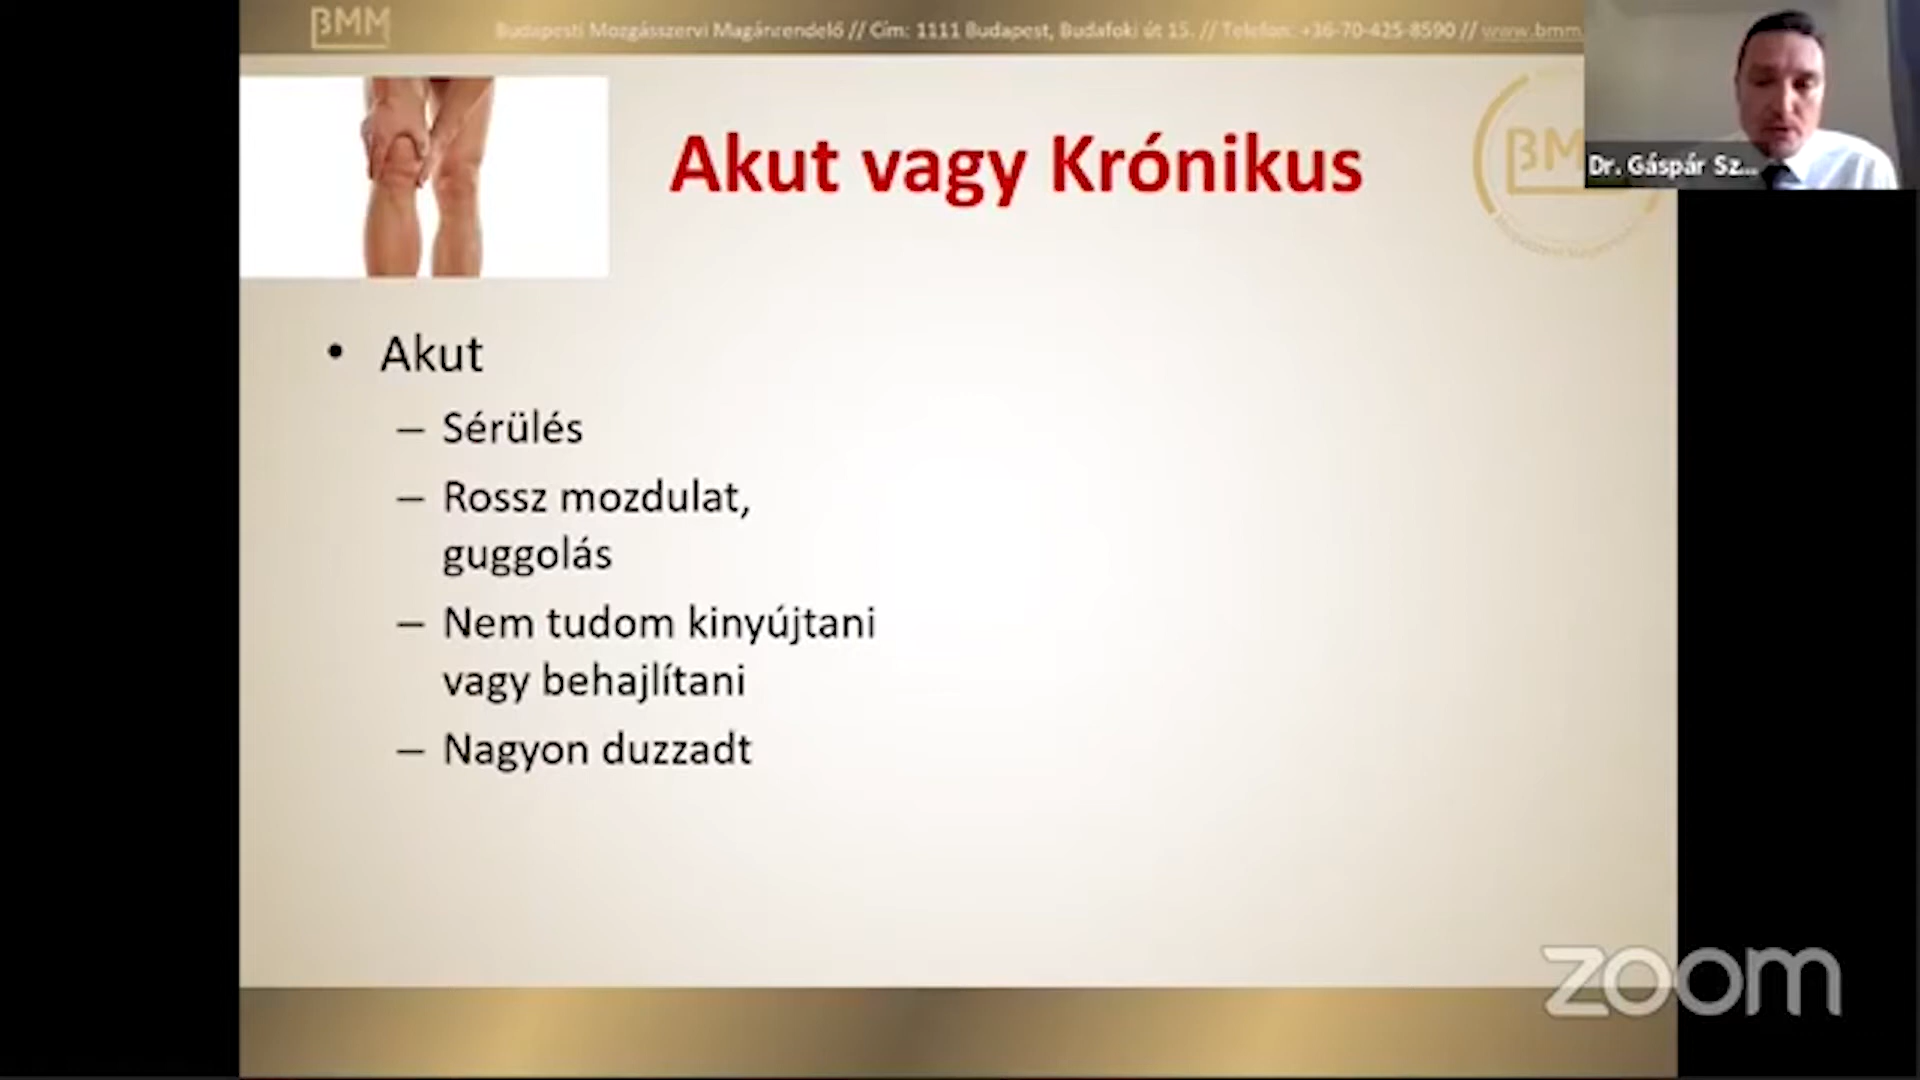 BMM
Budapesti Mozgásszervi Magánrendelő // Cím: 1111 Budapest, Budafoki út 15. // Telefon: +36-70-425-8590 // www.bmm
Akut vagy Krónikus
BM
Dr. Gáspár Sz...
• Akut
– Sérülés
– Rossz mozdulat,
guggolás
– Nem tudom kinyújtani
vagy behajlítani
– Nagyon duzzadt
zoom